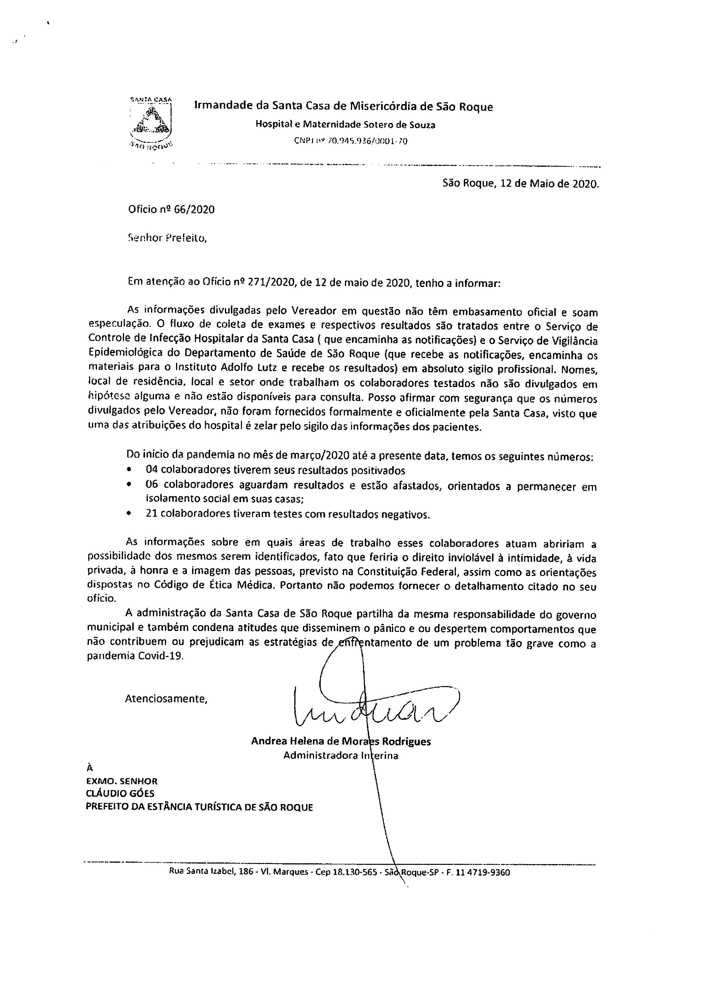 SANTA CASA
SÃO ROQUE
Irmandade da Santa Casa de Misericórdia de São Roque
Hospital e Maternidade Sotero de Souza
CNPJ nº 70.945.936/0001-70
São Roque, 12 de Maio de 2020.
Ofício nº 66/2020
Senhor Prefeito,
Em atenção ao Ofício nº 271/2020, de 12 de maio de 2020, tenho a informar:
As informações divulgadas pelo Vereador em questão não têm embasamento oficial e soam
especulação. O fluxo de coleta de exames e respectivos resultados são tratados entre o Serviço de
Controle de Infecção Hospitalar da Santa Casa ( que encaminha as notificações) e o Serviço de Vigilância
Epidemiológica do Departamento de Saúde de São Roque (que recebe as notificações, encaminha os
materiais para o Instituto Adolfo Lutz e recebe os resultados) em absoluto sigilo profissional. Nomes,
local de residência, local e setor onde trabalham os colaboradores testados não são divulgados em
hipótese alguma e não estão disponíveis para consulta. Posso afirmar com segurança que os números
divulgados pelo Vereador, não foram fornecidos formalmente e oficialmente pela Santa Casa, visto que
uma das atribuições do hospital é zelar pelo sigilo das informações dos pacientes.
Do início da pandemia no mês de março/2020 até a presente data, temos os seguintes números:
• 04 colaboradores tiverem seus resultados positivados
• 06 colaboradores aguardam resultados e estão afastados, orientados a permanecer em
isolamento social em suas casas;
• 21 colaboradores tiveram testes com resultados negativos.
As informações sobre em quais áreas de trabalho esses colaboradores atuam abririam a
possibilidade dos mesmos serem identificados, fato que feriria o direito inviolável à intimidade, à vida
privada, à honra e a imagem das pessoas, previsto na Constituição Federal, assim como as orientações
dispostas no Código de Ética Médica. Portanto não podemos fornecer o detalhamento citado no seu
ofício.
A administração da Santa Casa de São Roque partilha da mesma responsabilidade do governo
municipal e também condena atitudes que disseminem o pânico e ou despertem comportamentos que
não contribuem ou prejudicam as estratégias de enfrentamento de um problema tão grave como a
pandemia Covid-19.
Atenciosamente,
Andrea Helena de Moraes Rodrigues
Administradora Interina
À
EXMO. SENHOR
CLÁUDIO GÓES
PREFEITO DA ESTÂNCIA TURÍSTICA DE SÃO ROQUE
Rua Santa Izabel, 186 - Vl. Marques - Cep 18.130-565 - São Roque-SP - F. 11 4719-9360